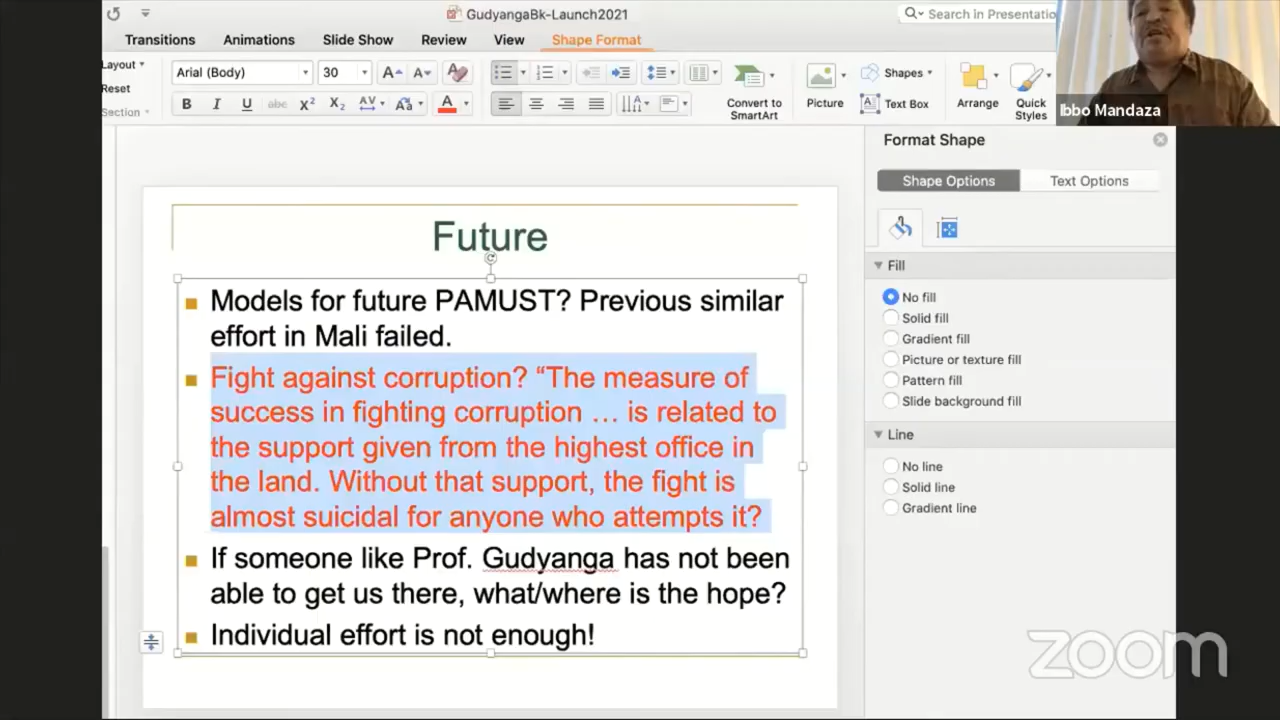 GudyangaBk-Launch2021
Search in Presentatio
Transitions Animations Slide Show Review View Shape Format
Layout
Reset
Section
Arial (Body) 30
B I U abc X² X₂ AV Aa A
Convert to
SmartArt
Picture
Shapes
Text Box
Arrange
Quick
Styles
Ibbo Mandaza
Format Shape
Shape Options Text Options
Fill
No fill
Solid fill
Gradient fill
Picture or texture fill
Pattern fill
Slide background fill
Line
No line
Solid line
Gradient line
Future
Models for future PAMUST? Previous similar
effort in Mali failed.
Fight against corruption? “The measure of
success in fighting corruption … is related to
the support given from the highest office in
the land. Without that support, the fight is
almost suicidal for anyone who attempts it?
If someone like Prof. Gudyanga has not been
able to get us there, what/where is the hope?
Individual effort is not enough!
zoom